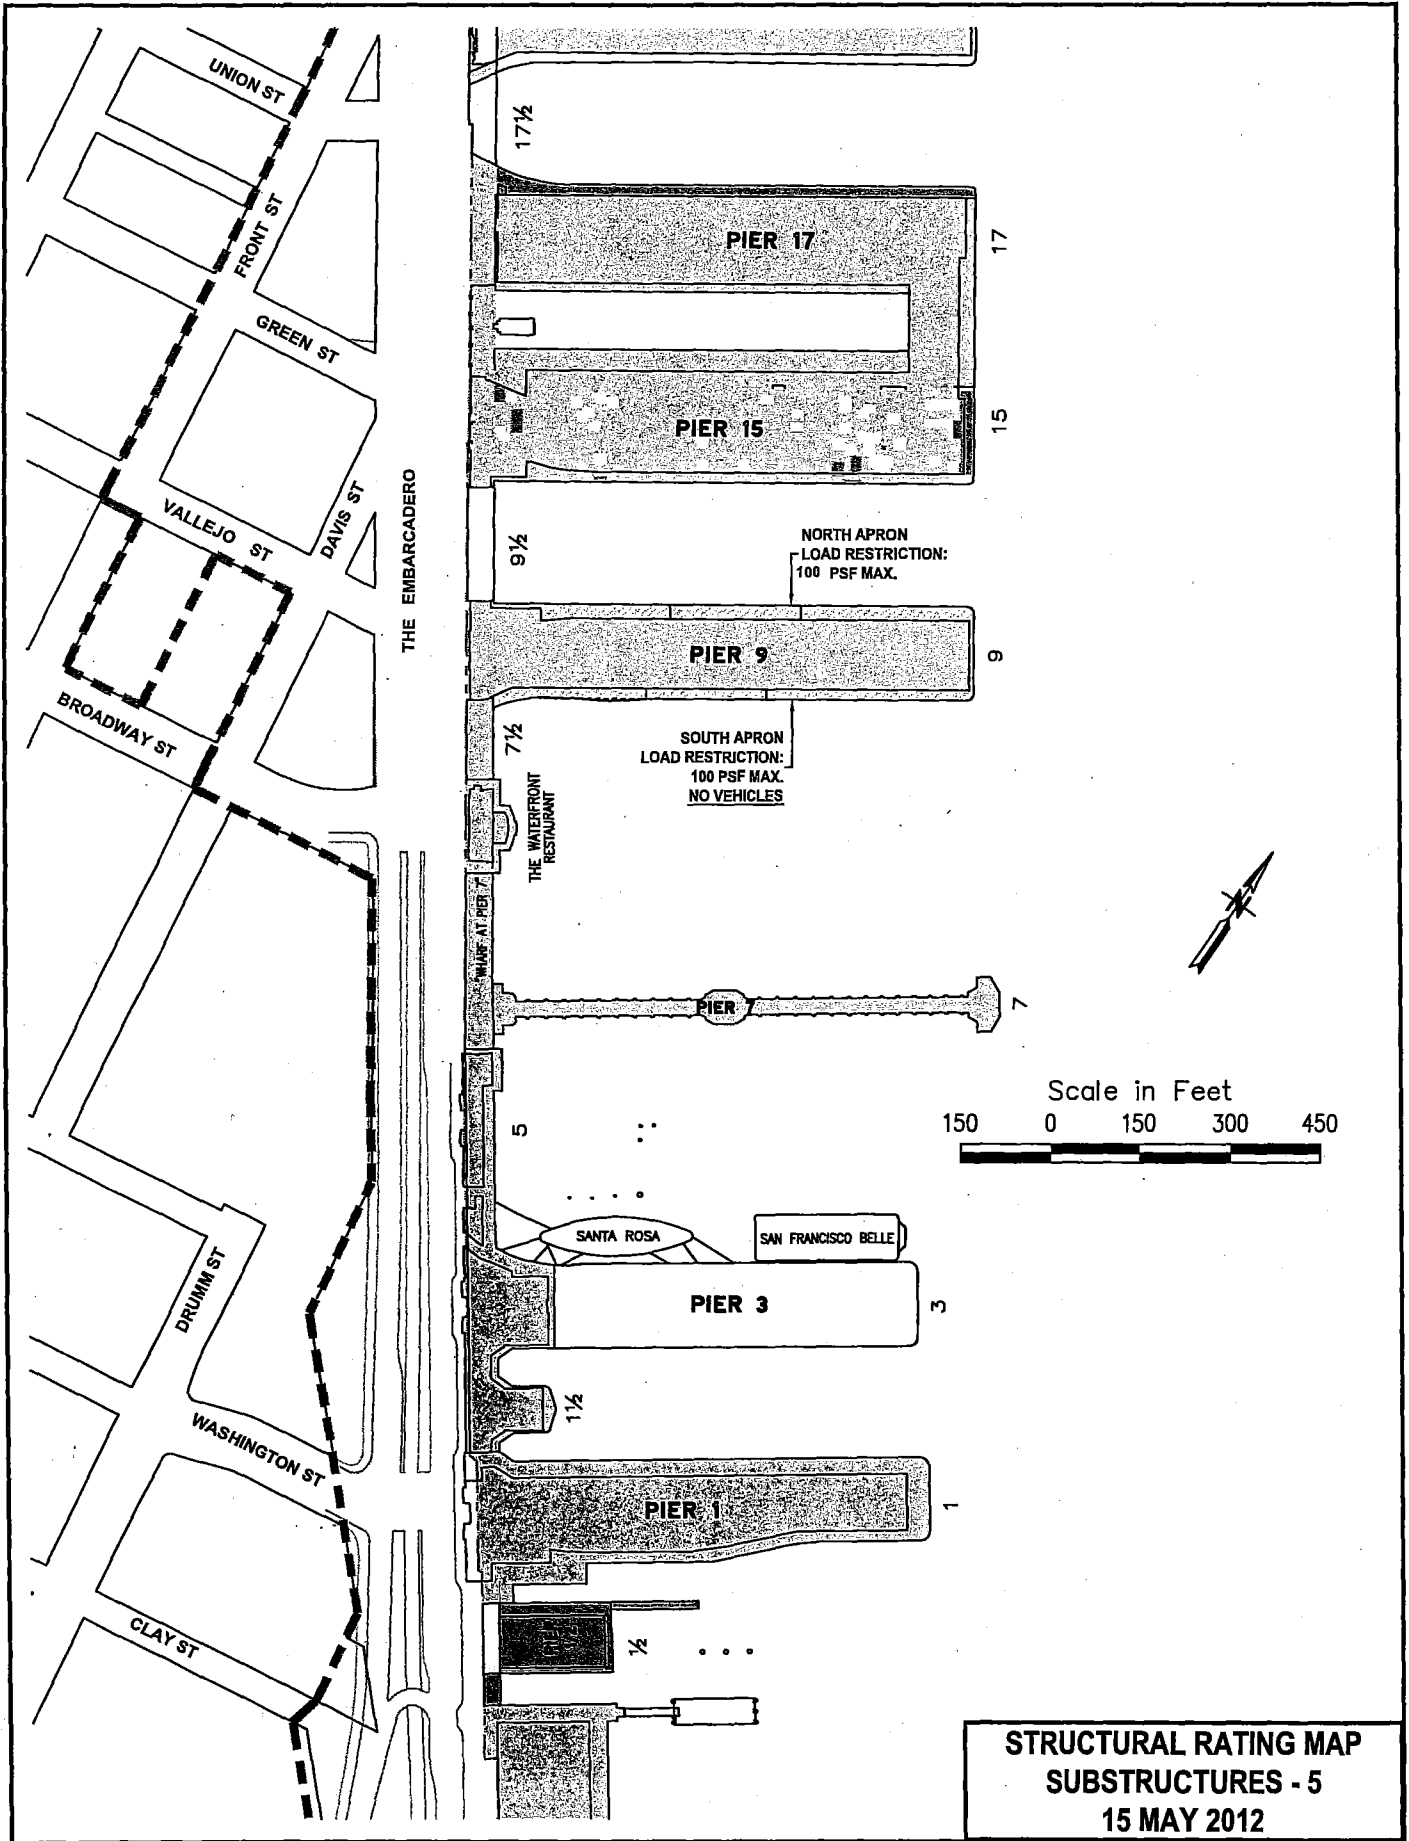 UNION ST
17½
FRONT ST
PIER 17
17
GREEN ST
PIER 15
15
VALLEJO ST
DAVIS ST
THE EMBARCADERO
9½
NORTH APRON
LOAD RESTRICTION:
100 PSF MAX.
PIER 9
9
BROADWAY ST
7½
SOUTH APRON
LOAD RESTRICTION:
100 PSF MAX.
NO VEHICLES
THE WATERFRONT
RESTAURANT
WHARF AT PIER 7
N
PIER 7
7
Scale in Feet
150 0 150 300 450
5
SANTA ROSA
SAN FRANCISCO BELLE
DRUMM ST
PIER 3
3
1½
WASHINGTON ST
PIER 1
1
CLAY ST
½
STRUCTURAL RATING MAP
SUBSTRUCTURES - 5
15 MAY 2012